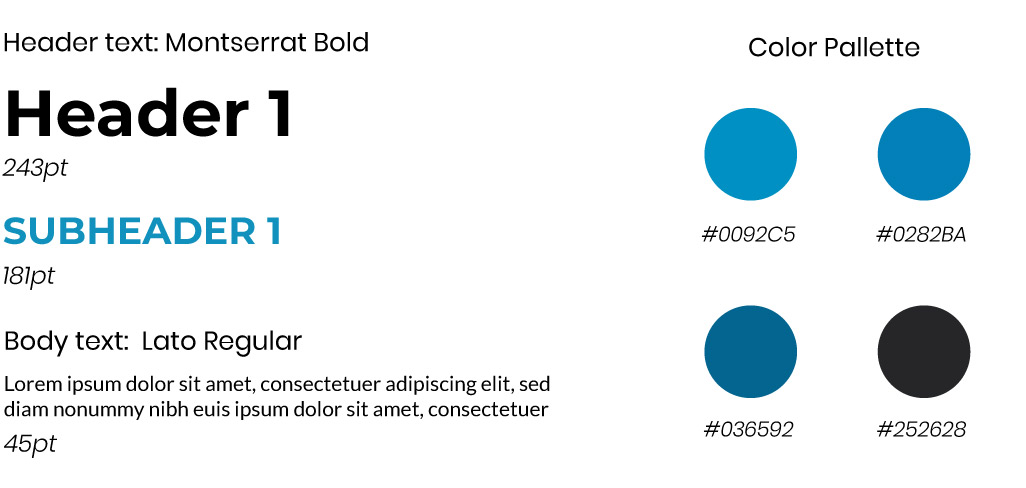 Header text: Montserrat Bold
Header 1
243pt
SUBHEADER 1
181pt
Body text: Lato Regular
Lorem ipsum dolor sit amet, consectetuer adipiscing elit, sed
diam nonummy nibh euis ipsum dolor sit amet, consectetuer
45pt
Color Pallette
#0092C5
#0282BA
#036592
#252628